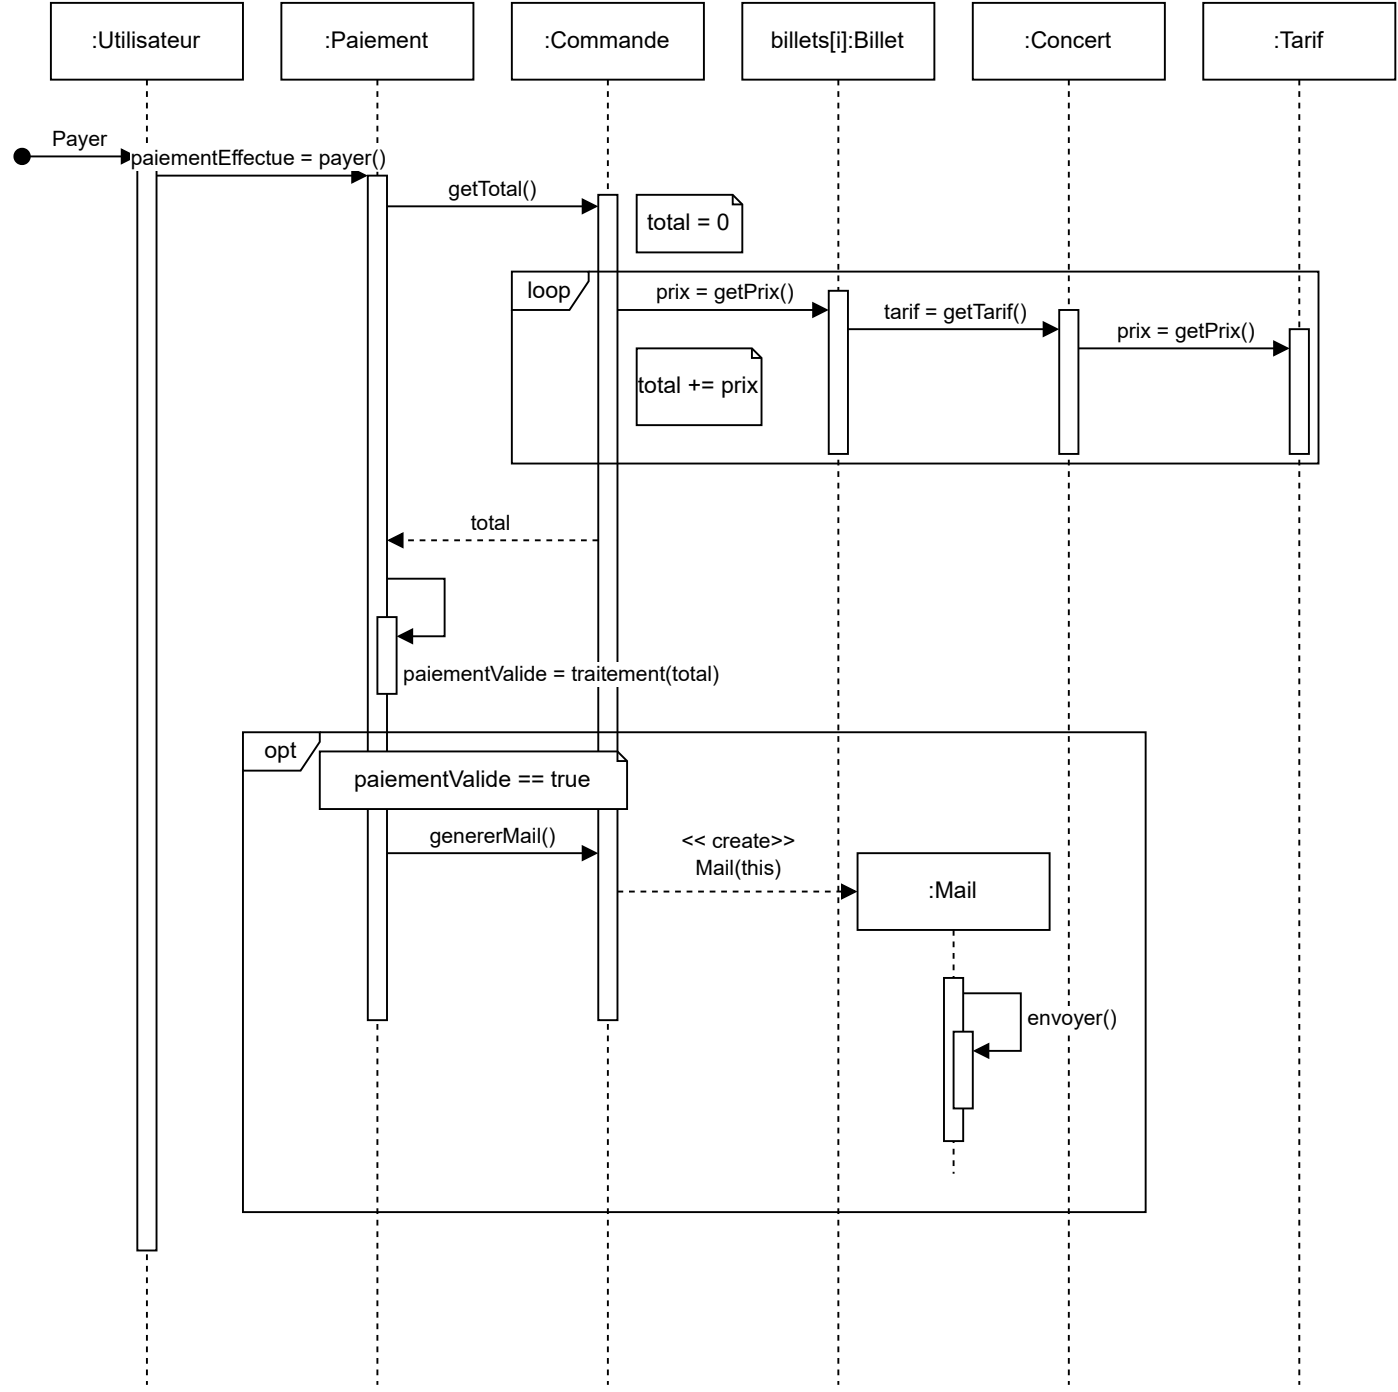 :Utilisateur
:Paiement
:Commande
billets[i]:Billet
:Concert
:Tarif
Payer
paiementEffectue = payer()
getTotal()
total = 0
loop
prix = getPrix()
tarif = getTarif()
prix = getPrix()
total += prix
total
paiementValide = traitement(total)
opt
paiementValide == true
genererMail()
<< create>>
Mail(this)
:Mail
envoyer()